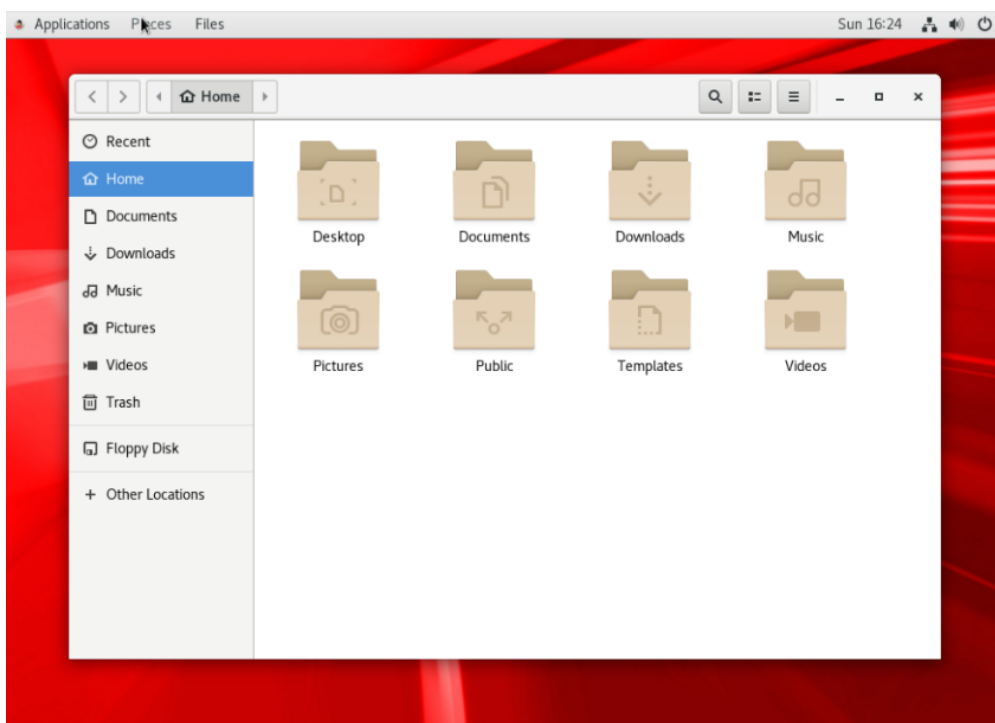 Applications Places Files Sun 16:24
Home
Recent
Home
Documents
Downloads
Music
Pictures
Videos
Trash
Floppy Disk
+ Other Locations
Desktop Documents Downloads Music
Pictures Public Templates Videos